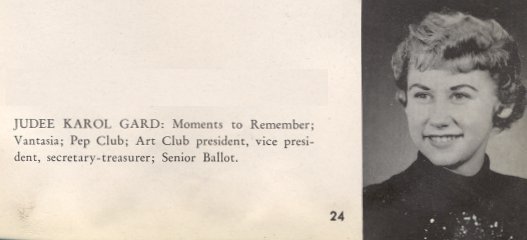 JUDEE KAROL GARD: Moments to Remember;
Vantasia; Pep Club; Art Club president, vice presi-
dent, secretary-treasurer; Senior Ballot.
24